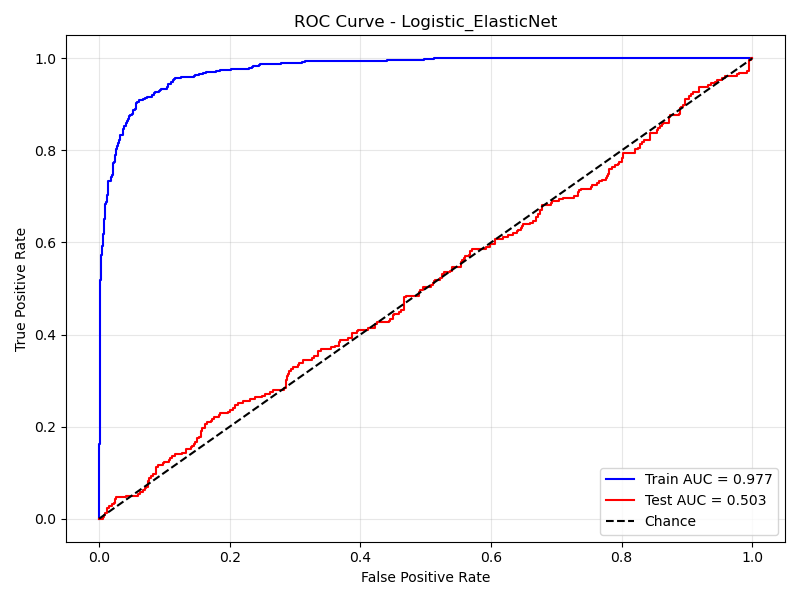 ROC Curve - Logistic_ElasticNet
1.0
0.8
0.6
0.4
0.2
0.0
True Positive Rate
Train AUC = 0.977
Test AUC = 0.503
Chance
0.0 0.2 0.4 0.6 0.8 1.0
False Positive Rate